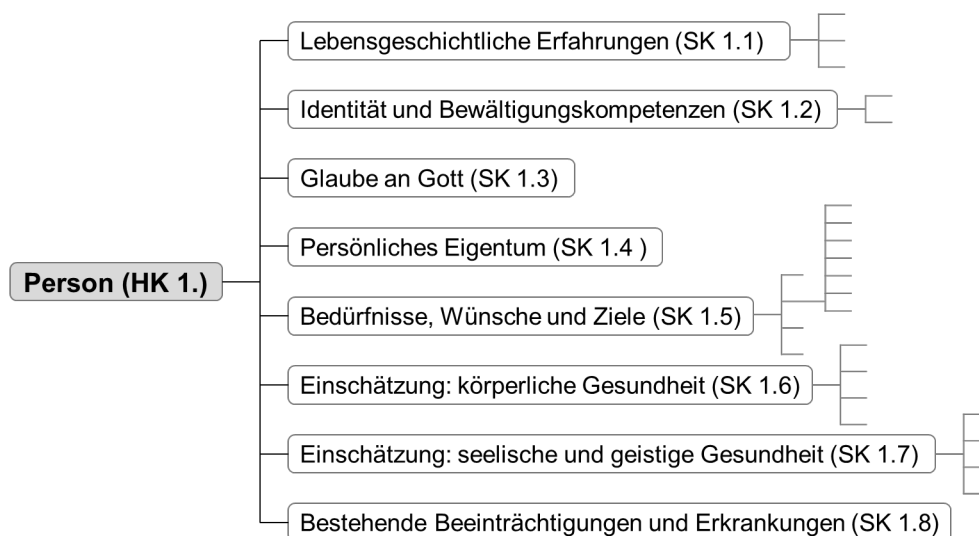 Lebensgeschichtliche Erfahrungen (SK 1.1)
Identität und Bewältigungskompetenzen (SK 1.2)
Glaube an Gott (SK 1.3)
Persönliches Eigentum (SK 1.4 )
Person (HK 1.)
Bedürfnisse, Wünsche und Ziele (SK 1.5)
Einschätzung: körperliche Gesundheit (SK 1.6)
Einschätzung: seelische und geistige Gesundheit (SK 1.7)
Bestehende Beeinträchtigungen und Erkrankungen (SK 1.8)